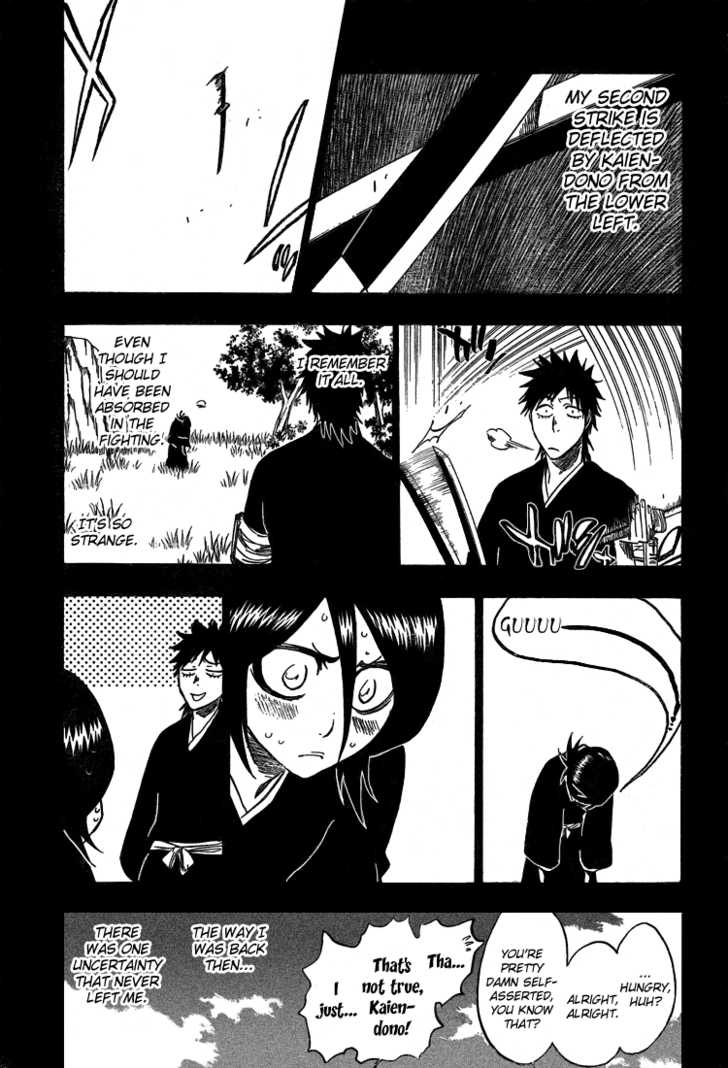 MY SECOND
STRIKE IS
DEFLECTED
BY KAIEN-
DONO FROM
THE LOWER
LEFT.
I REMEMBER
IT ALL.
EVEN
THOUGH I
SHOULD
HAVE BEEN
ABSORBED
IN THE
FIGHTING!
IT'S SO
STRANGE.
GUUUU
...
HUNGRY,
HUH?
ALRIGHT,
ALRIGHT.
YOU'RE
PRETTY
DAMN SELF-
ASSERTED,
YOU KNOW
THAT?
Tha...
That's
not true,
Kaien-
dono!
I
just...
THE WAY I
WAS BACK
THEN...
THERE
WAS ONE
UNCERTAINTY
THAT NEVER
LEFT ME.